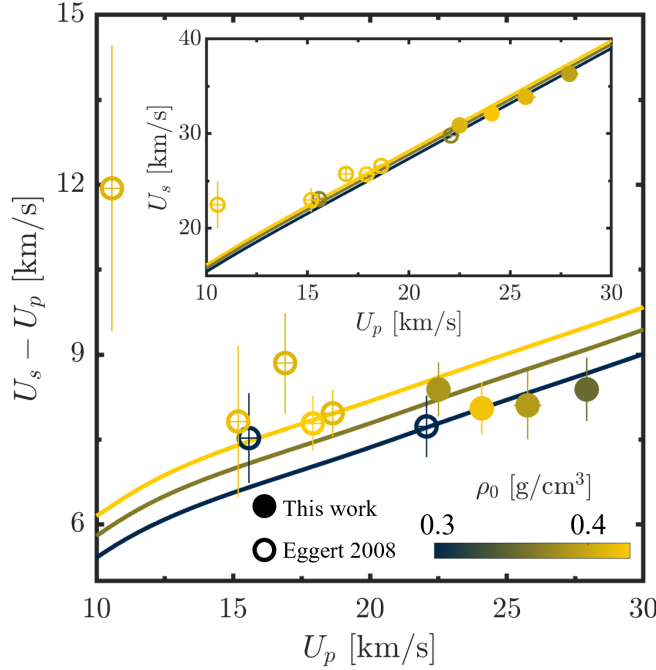 15
12
9
6
U_s − U_p [km/s]
40
30
20
U_s [km/s]
10 15 20 25 30
U_p [km/s]
This work
Eggert 2008
ρ_0 [g/cm^3]
0.3 0.4
10 15 20 25 30
U_p [km/s]